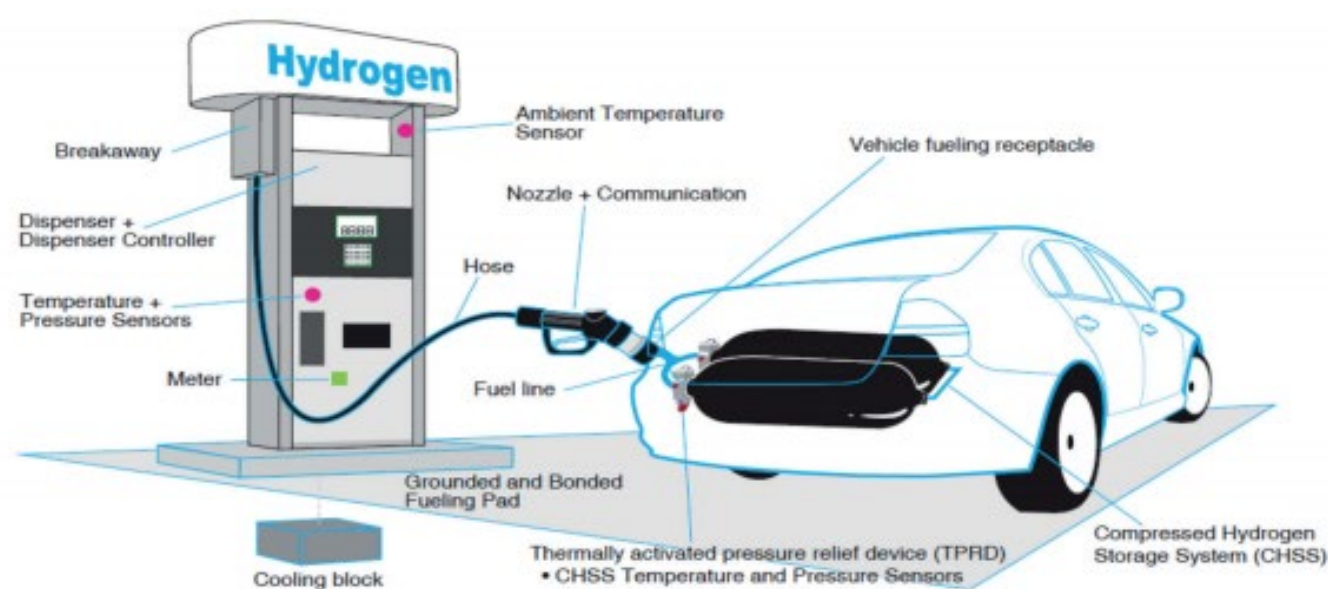 Hydrogen
Ambient Temperature
Sensor
Breakaway
Vehicle fueling receptacle
Nozzle + Communication
Dispenser +
Dispenser Controller
Hose
8888
Temperature +
Pressure Sensors
Meter
Fuel line
Grounded and Bonded
Fueling Pad
Cooling block
Thermally activated pressure relief device (TPRD)
• CHSS Temperature and Pressure Sensors
Compressed Hydrogen
Storage System (CHSS)